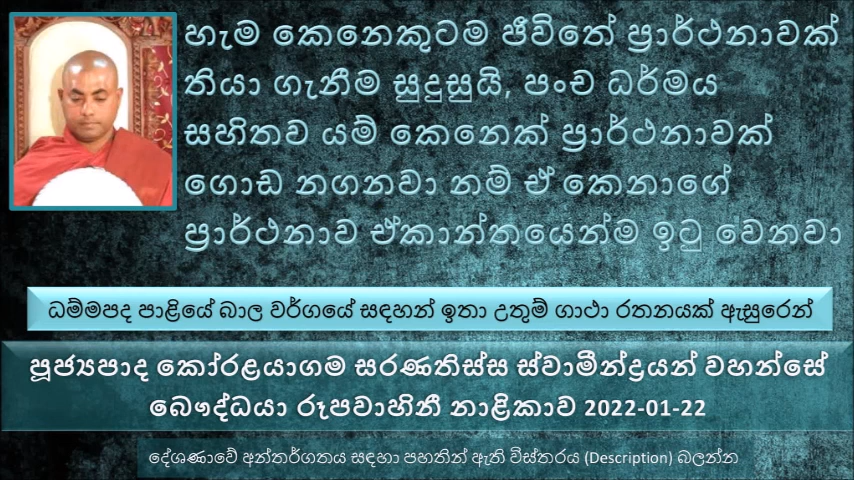 හැම කෙනෙකුටම ජීවිතේ ප්‍රාර්ථනාවක්
තියා ගැනීම සුදුසුයි, පංච ධර්මය
සහිතව යම් කෙනෙක් ප්‍රාර්ථනාවක්
ගොඩ නගනවා නම් ඒ කෙනාගේ
ප්‍රාර්ථනාව ඒකාන්තයෙන්ම ඉටු වෙනවා
ධම්මපද පාළියේ බාල වර්ගයේ සඳහන් ඉතා උතුම් ගාථා රතනයක් ඇසුරෙන්
පූජ්‍යපාද කෝරළයාගම සරණතිස්ස ස්වාමීන්ද්‍රයන් වහන්සේ
බෞද්ධයා රූපවාහිනී නාළිකාව 2022-01-22
දේශණාවේ අන්තර්ගතය සඳහා පහතින් ඇති විස්තරය (Description) බලන්න